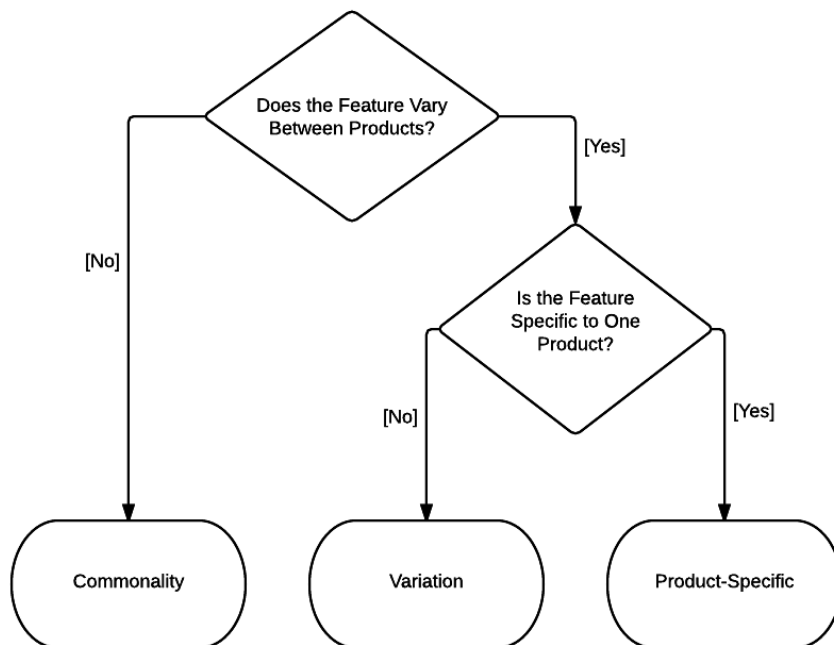 Does the Feature Vary
Between Products?
[Yes]
[No]
Is the Feature
Specific to One
Product?
[No]
[Yes]
Commonality
Variation
Product-Specific